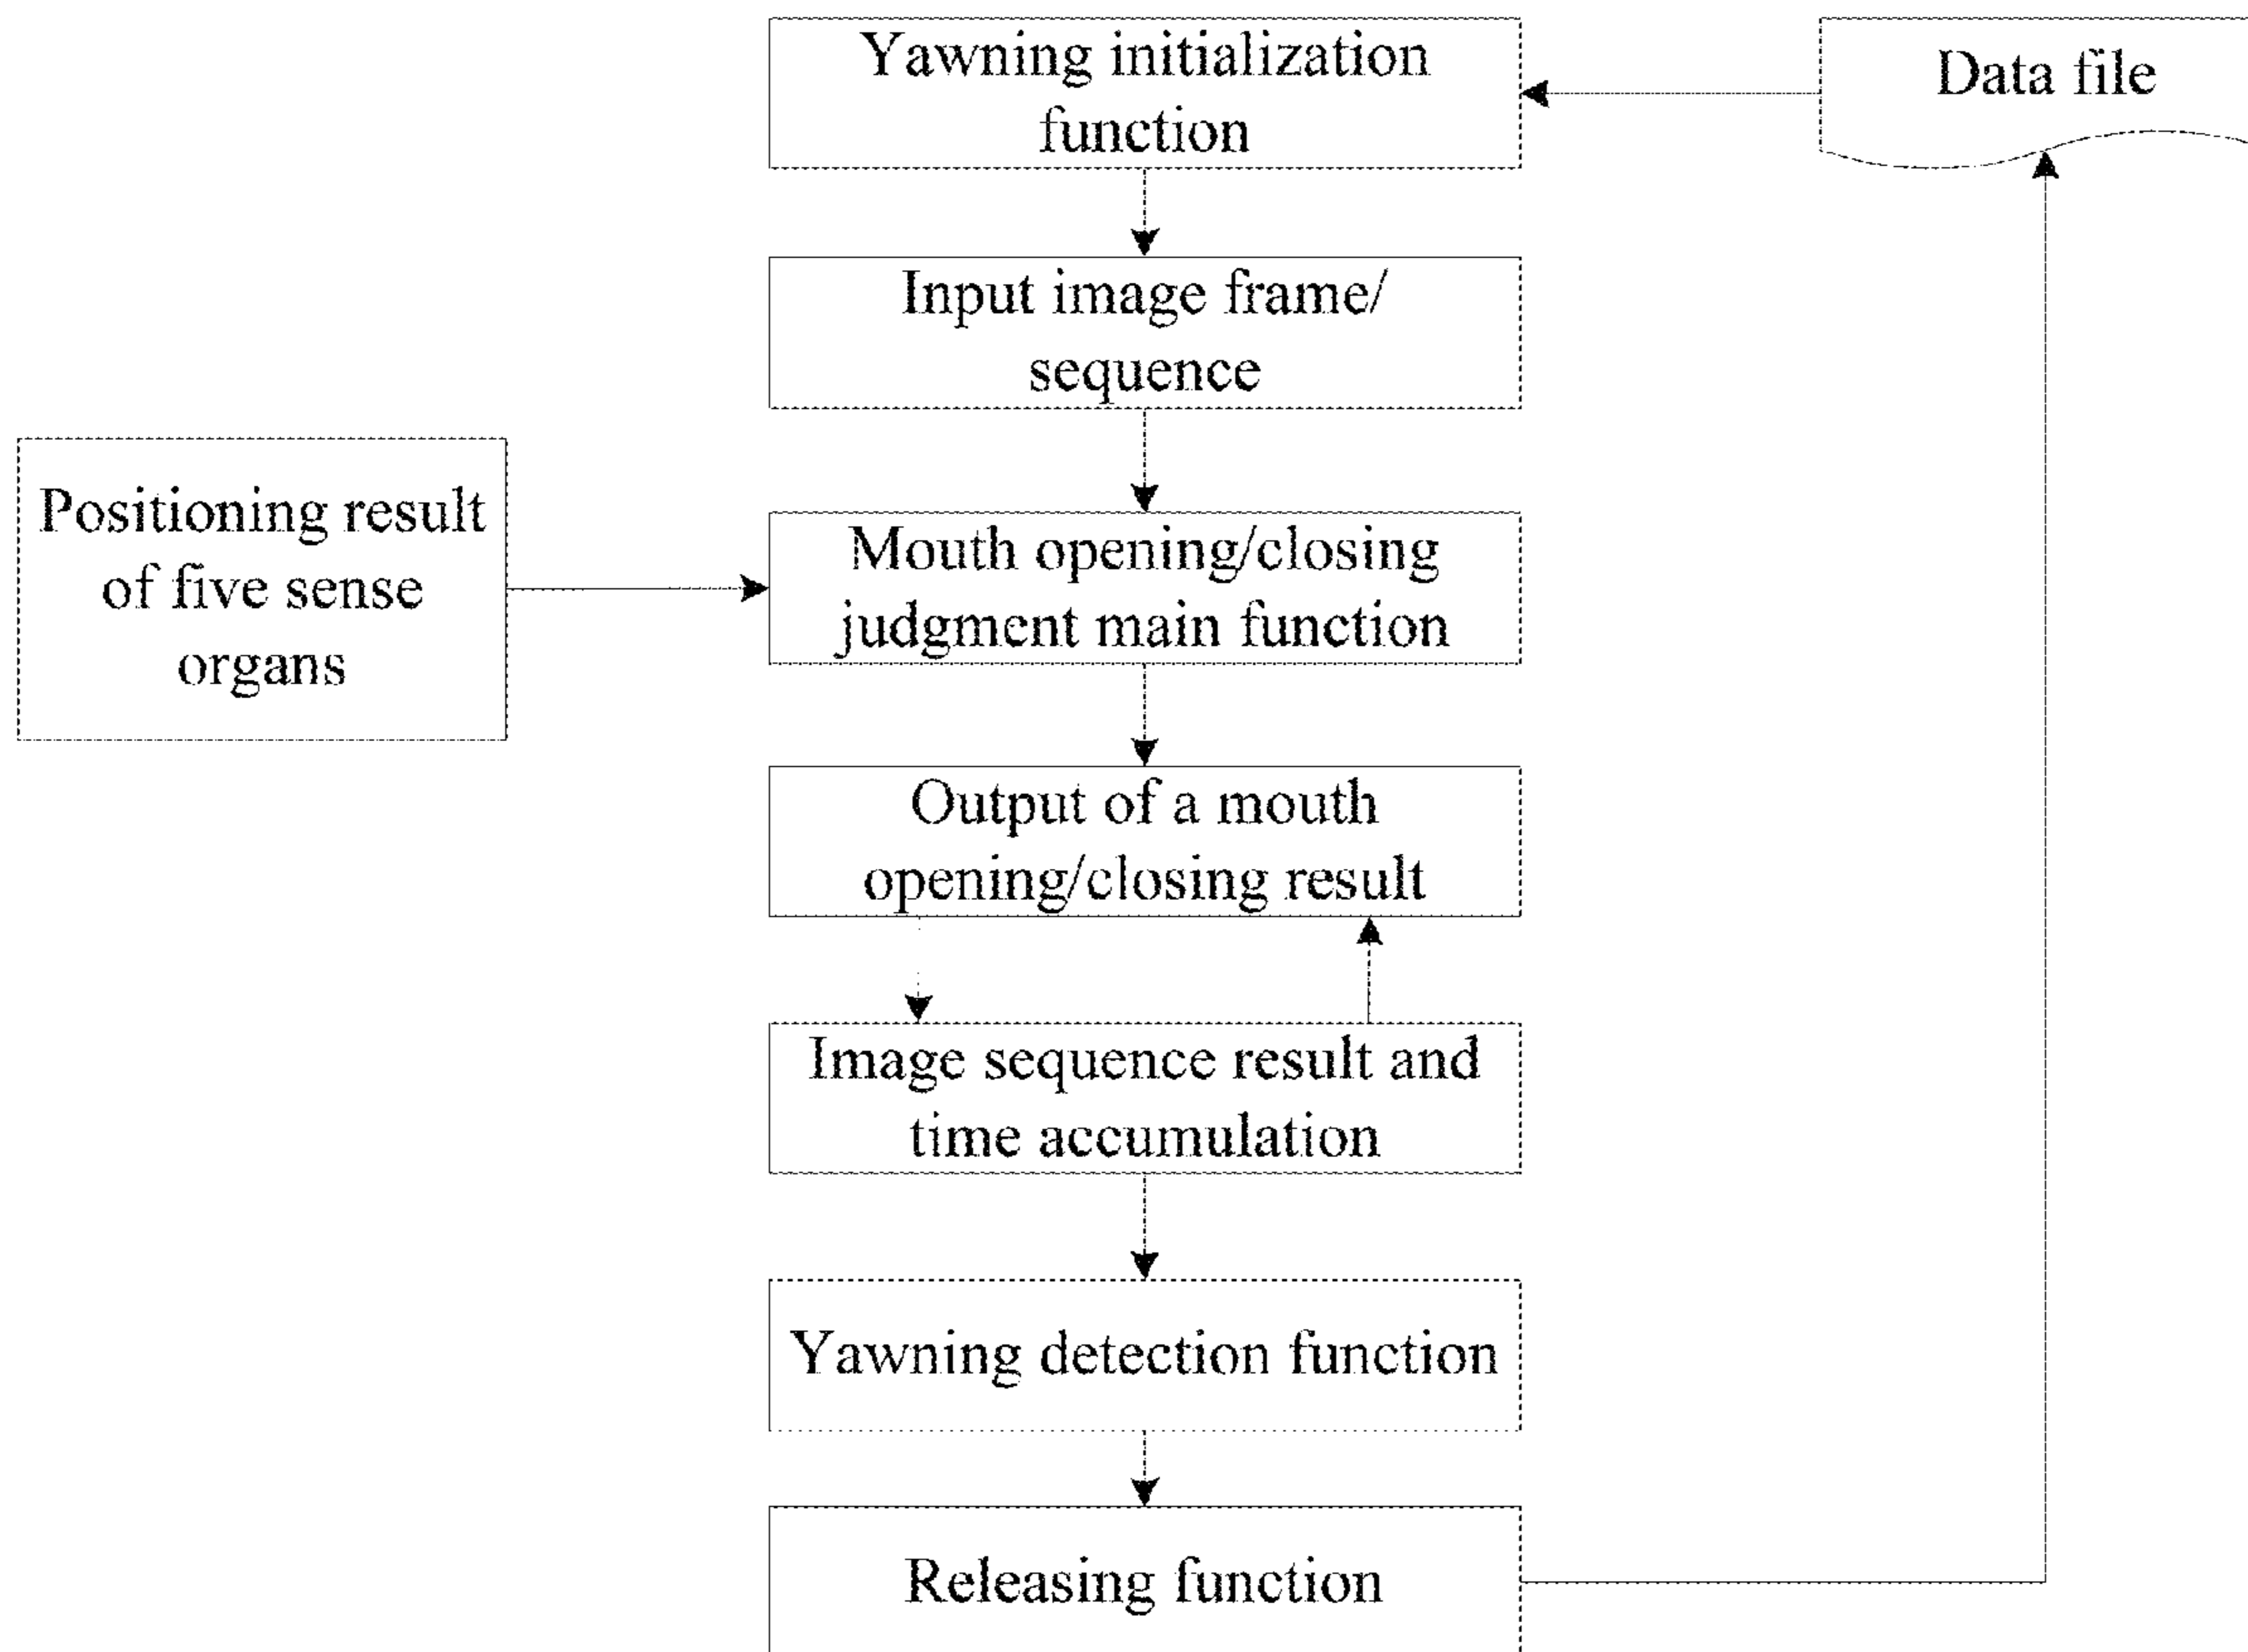 Yawning initialization
function
Data file
Input image frame/
sequence
Positioning result
of five sense
organs
Mouth opening/closing
judgment main function
Output of a mouth
opening/closing result
Image sequence result and
time accumulation
Yawning detection function
Releasing function